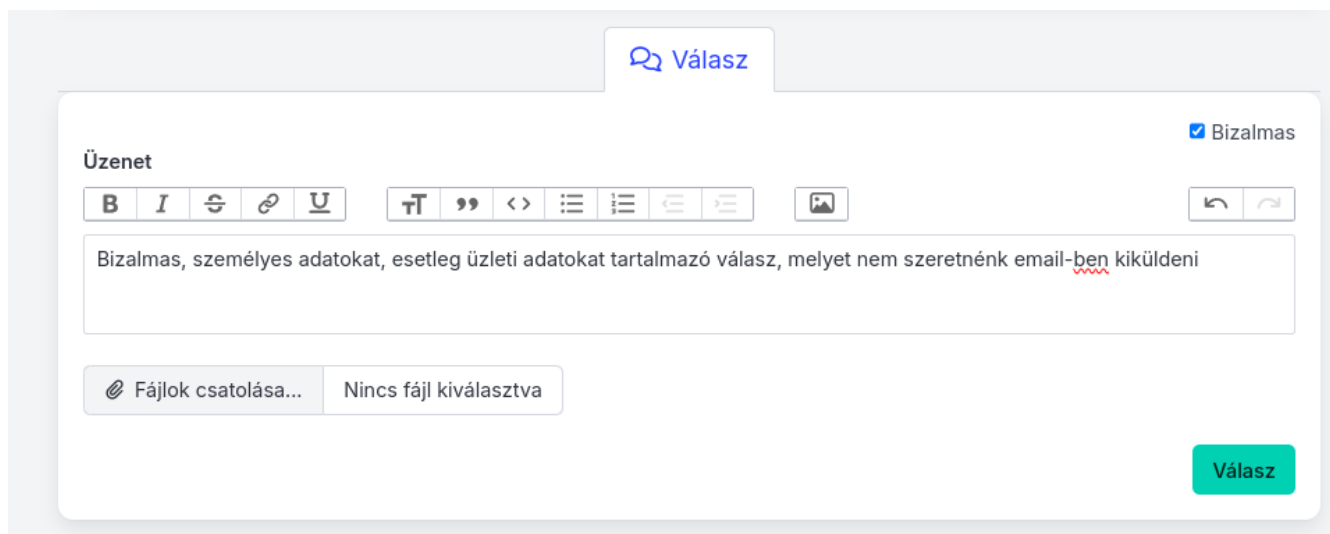 Válasz
Bizalmas
Üzenet
Bizalmas, személyes adatokat, esetleg üzleti adatokat tartalmazó válasz, melyet nem szeretnénk email-ben kiküldeni
Fájlok csatolása... Nincs fájl kiválasztva
Válasz